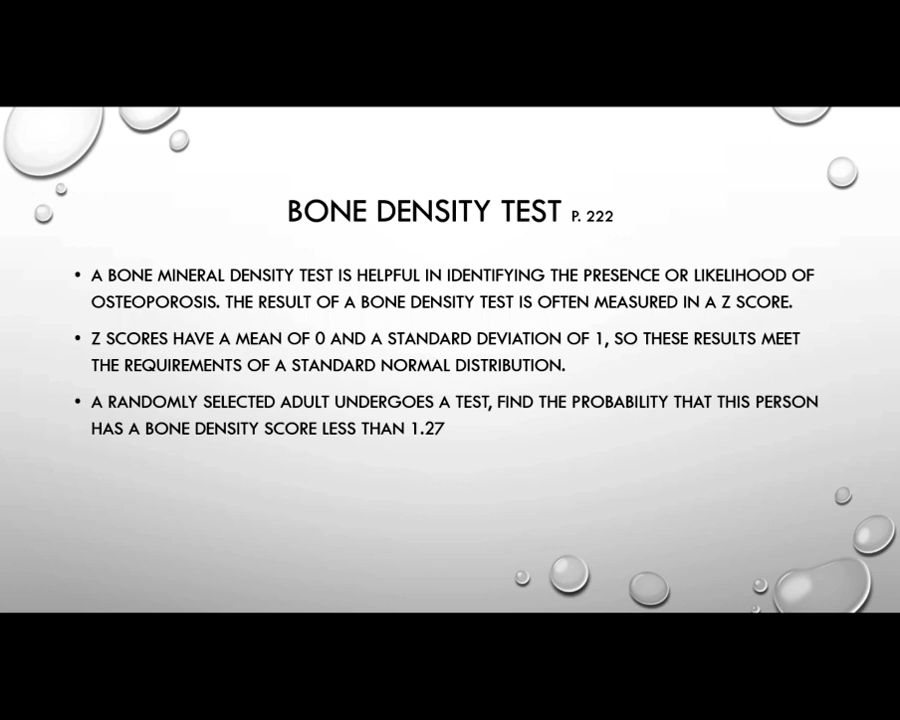 BONE DENSITY TEST P. 222
• A BONE MINERAL DENSITY TEST IS HELPFUL IN IDENTIFYING THE PRESENCE OR LIKELIHOOD OF
OSTEOPOROSIS. THE RESULT OF A BONE DENSITY TEST IS OFTEN MEASURED IN A Z SCORE.
• Z SCORES HAVE A MEAN OF 0 AND A STANDARD DEVIATION OF 1, SO THESE RESULTS MEET
THE REQUIREMENTS OF A STANDARD NORMAL DISTRIBUTION.
• A RANDOMLY SELECTED ADULT UNDERGOES A TEST, FIND THE PROBABILITY THAT THIS PERSON
HAS A BONE DENSITY SCORE LESS THAN 1.27